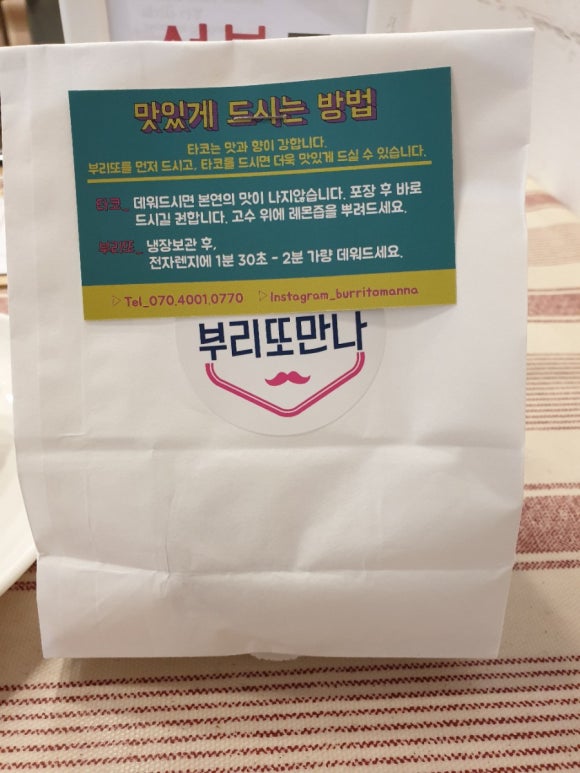 맛있게 드시는 방법
타코는 맛과 향이 강합니다.
부리또를 먼저 드시고, 타코를 드시면 더욱 맛있게 드실 수 있습니다.
타코_ 데워드시면 본연의 맛이 나지않습니다. 포장 후 바로
드시길 권합니다. 고수 위에 레몬즙을 뿌려드세요.
부리또_ 냉장보관 후,
전자렌지에 1분 30초 - 2분 가량 데워드세요.
▷ Tel_070.4001.0770 ▷ Instagram_burritomanna
부리또만나